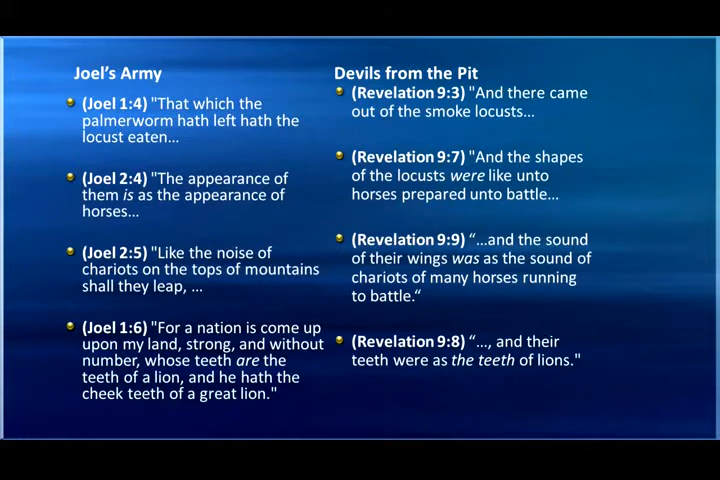 Joel's Army
(Joel 1:4) "That which the
palmerworm hath left hath the
locust eaten…
(Joel 2:4) "The appearance of
them is as the appearance of
horses…
(Joel 2:5) "Like the noise of
chariots on the tops of mountains
shall they leap, …
(Joel 1:6) "For a nation is come up
upon my land, strong, and without
number, whose teeth are the
teeth of a lion, and he hath the
cheek teeth of a great lion."
Devils from the Pit
(Revelation 9:3) "And there came
out of the smoke locusts…
(Revelation 9:7) "And the shapes
of the locusts were like unto
horses prepared unto battle…
(Revelation 9:9) “…and the sound
of their wings was as the sound of
chariots of many horses running
to battle.“
(Revelation 9:8) “…, and their
teeth were as the teeth of lions."